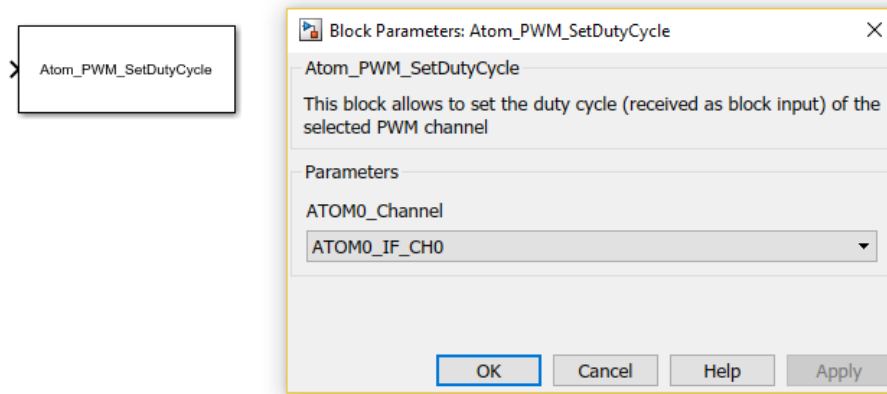 Atom_PWM_SetDutyCycle
Block Parameters: Atom_PWM_SetDutyCycle
Atom_PWM_SetDutyCycle
This block allows to set the duty cycle (received as block input) of the
selected PWM channel
Parameters
ATOM0_Channel
ATOM0_IF_CH0
OK
Cancel
Help
Apply